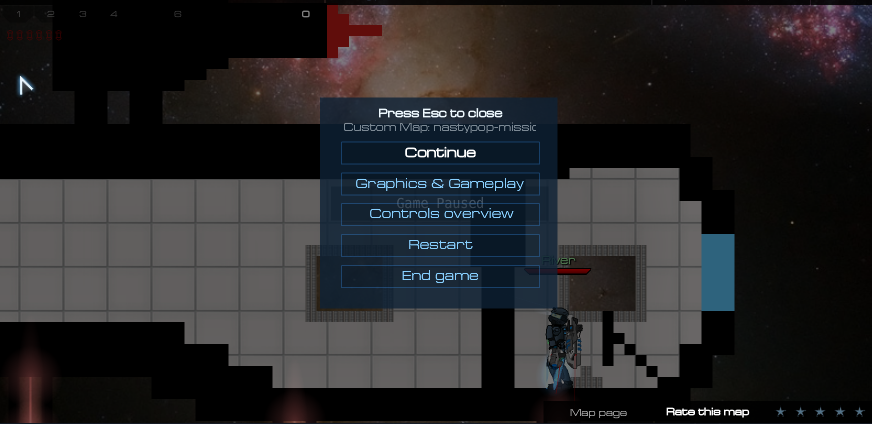 1 2 3 4 8 0
Press Esc to close
Custom Map: nastypop-missic
Continue
Graphics & Gameplay
Game Paused
Controls overview
Restart
End game
Map page
Rate this map